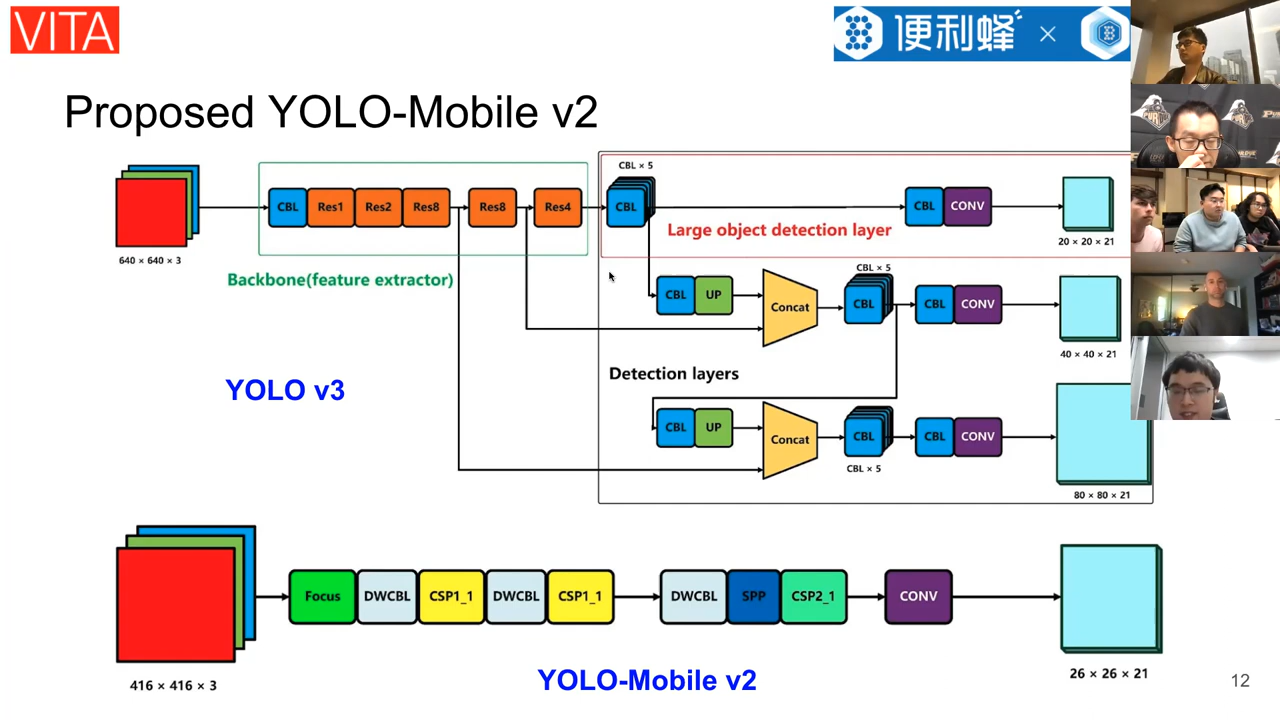 VITA
便利蜂 ×
Proposed YOLO-Mobile v2
CBL × 5
CBL Res1 Res2 Res8 Res8 Res4 CBL CBL CONV
Large object detection layer
640 × 640 × 3
20 × 20 × 21
Backbone(feature extractor)
CBL × 5
CBL UP Concat CBL CBL CONV
40 × 40 × 21
Detection layers
YOLO v3
CBL UP Concat CBL CBL CONV
CBL × 5
80 × 80 × 21
Focus DWCBL CSP1_1 DWCBL CSP1_1 DWCBL SPP CSP2_1 CONV
416 × 416 × 3
26 × 26 × 21
YOLO-Mobile v2
12